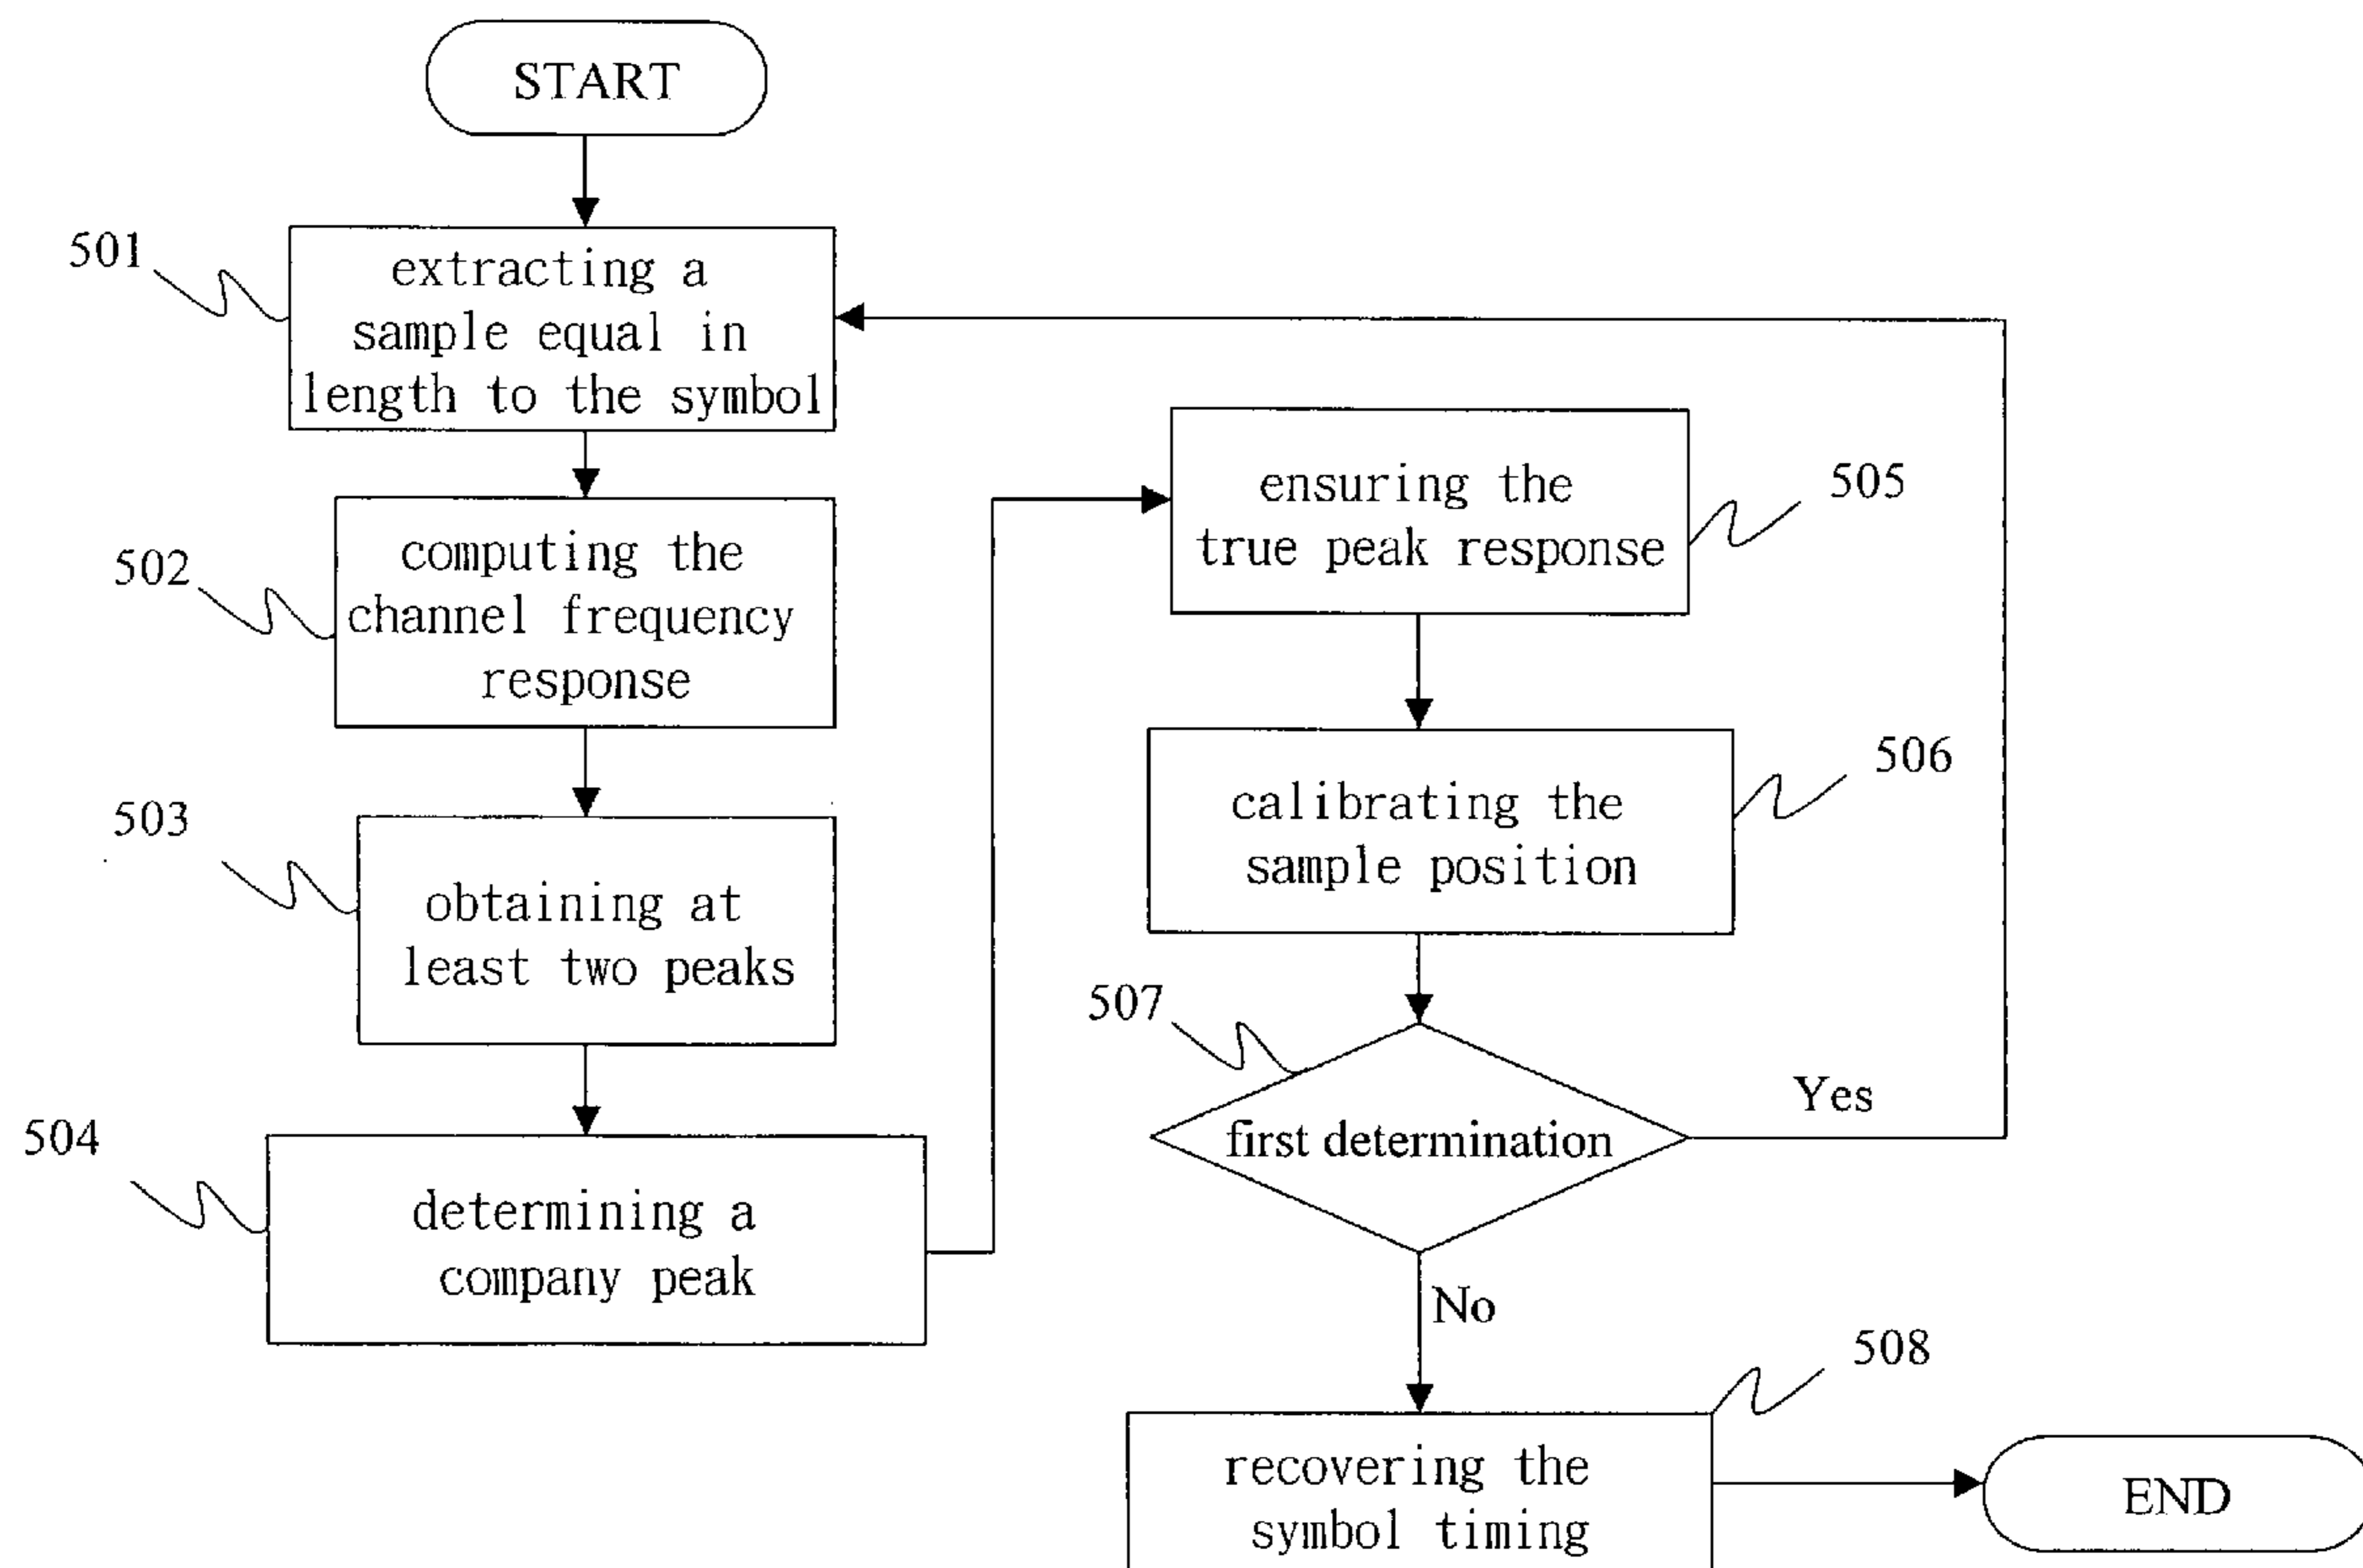 START
501
extracting a
sample equal in
length to the symbol
502
computing the
channel frequency
response
503
obtaining at
least two peaks
504
determining a
company peak
505
ensuring the
true peak response
506
calibrating the
sample position
507
first determination
Yes
No
508
recovering the
symbol timing
END